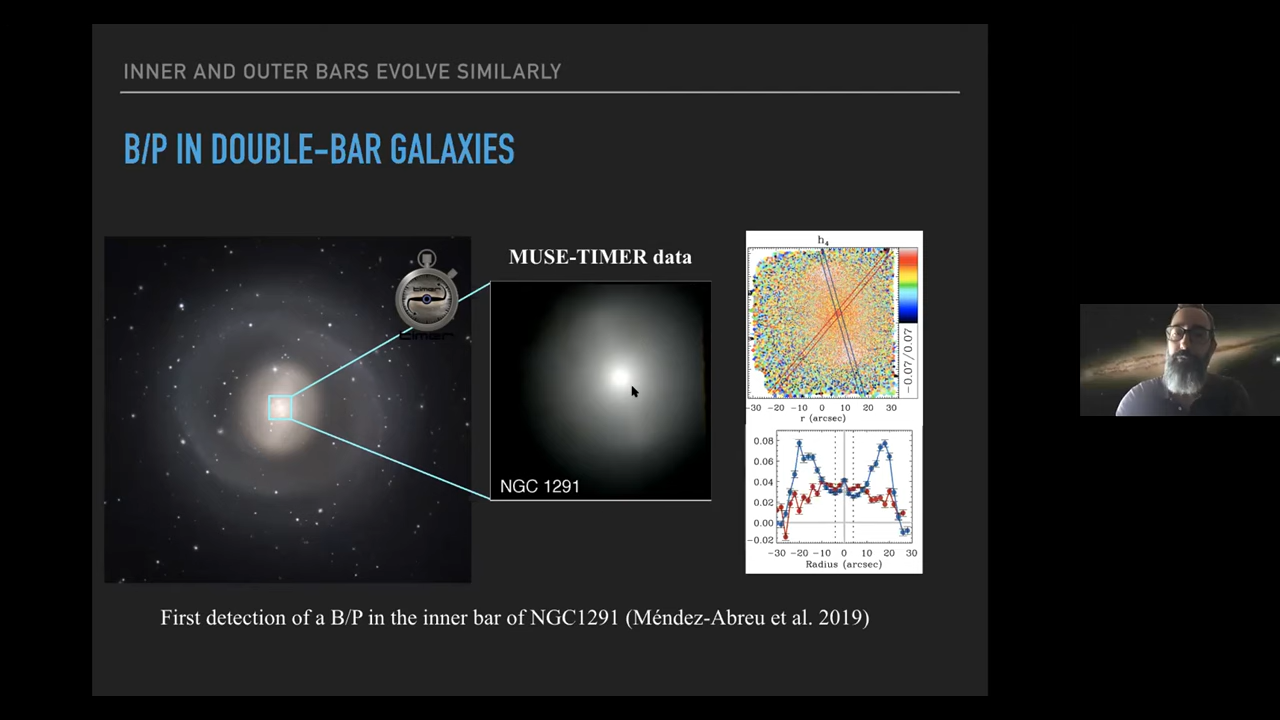 INNER AND OUTER BARS EVOLVE SIMILARLY
B/P IN DOUBLE-BAR GALAXIES
timer
timer
MUSE-TIMER data
NGC 1291
h4
-0.07/0.07
-30 -20 -10 0 10 20 30
r (arcsec)
0.08
0.06
0.04
0.02
0.00
-0.02
-30 -20 -10 0 10 20 30
Radius (arcsec)
First detection of a B/P in the inner bar of NGC1291 (Méndez-Abreu et al. 2019)